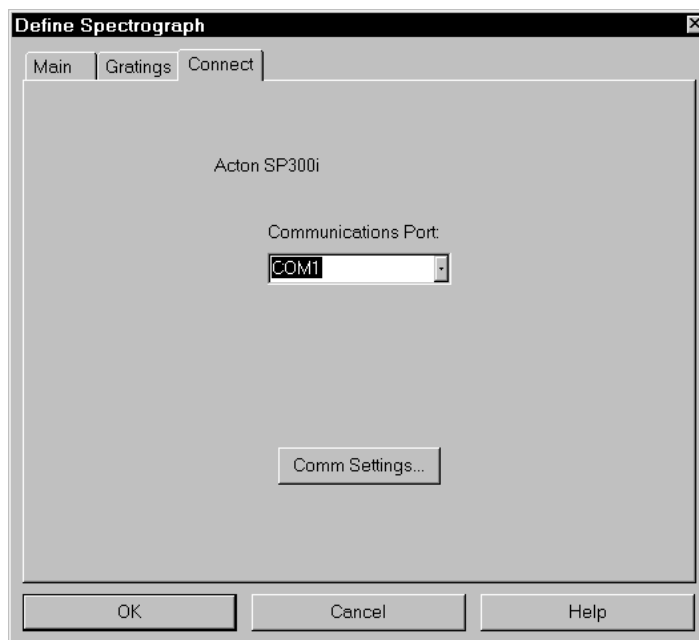 Define Spectrograph
Main Gratings Connect
Acton SP300i
Communications Port:
COM1
Comm Settings...
OK Cancel Help